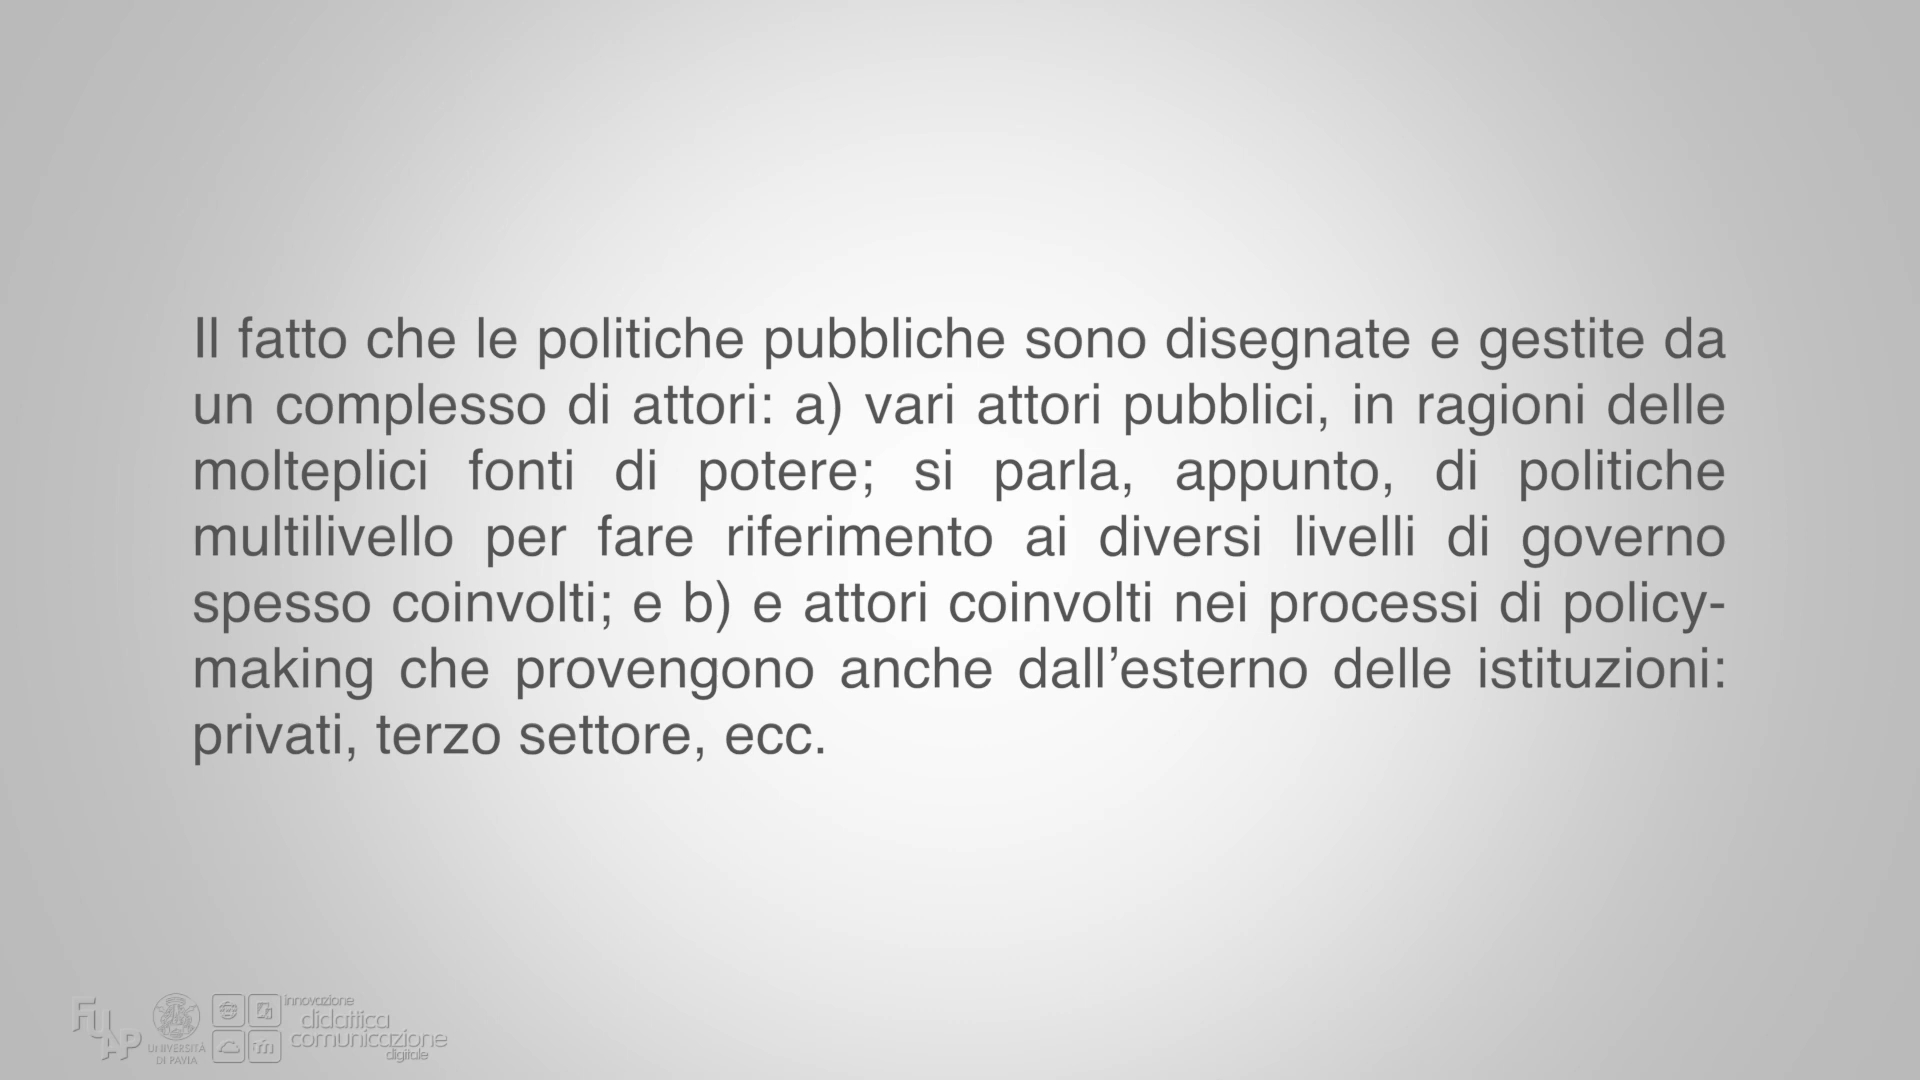 Il fatto che le politiche pubbliche sono disegnate e gestite da
un complesso di attori: a) vari attori pubblici, in ragioni delle
molteplici fonti di potere; si parla, appunto, di politiche
multilivello per fare riferimento ai diversi livelli di governo
spesso coinvolti; e b) e attori coinvolti nei processi di policy-
making che provengono anche dall’esterno delle istituzioni:
privati, terzo settore, ecc.
FUAP
UNIVERSITÀ
DI PAVIA
innovazione
didattica
comunicazione
digitale